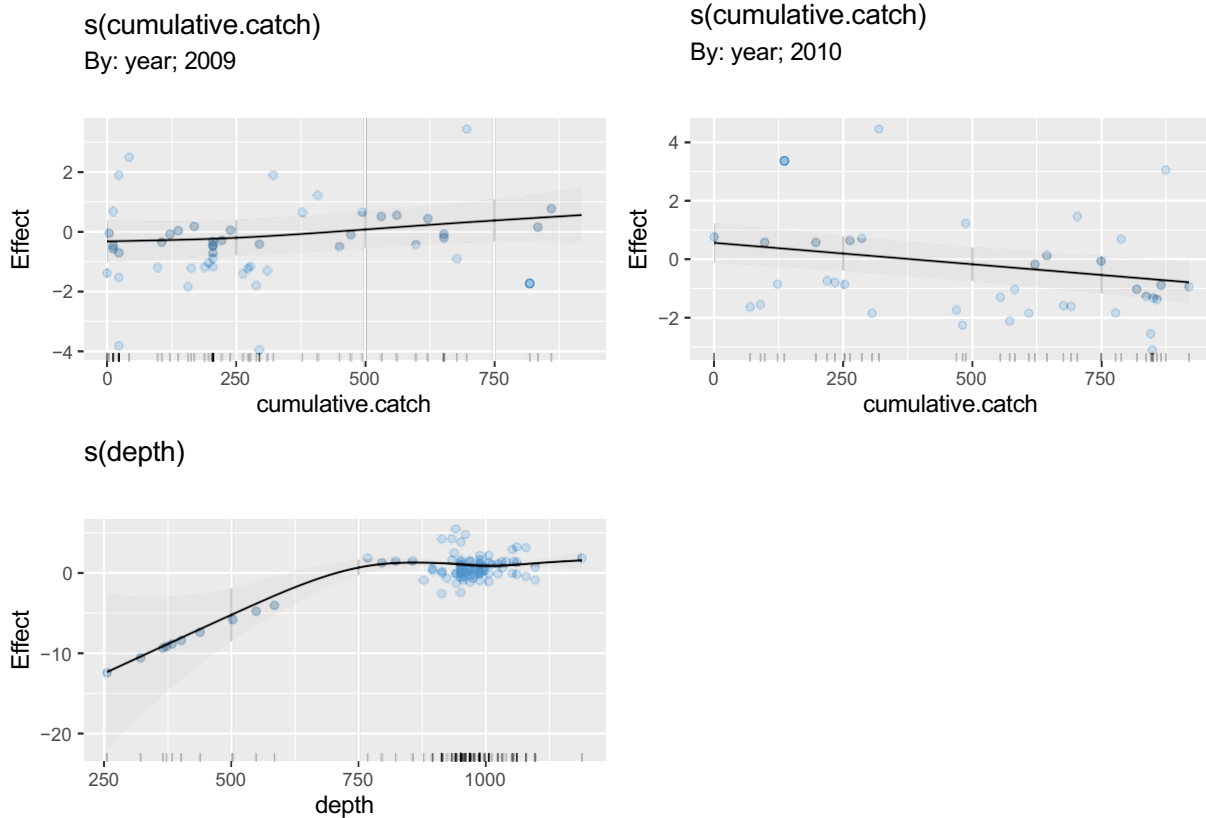 s(cumulative.catch)
By: year; 2009
2
0
−2
−4
Effect
0 250 500 750
cumulative.catch
s(cumulative.catch)
By: year; 2010
4
2
0
−2
Effect
0 250 500 750
cumulative.catch
s(depth)
0
−10
−20
Effect
250 500 750 1000
depth